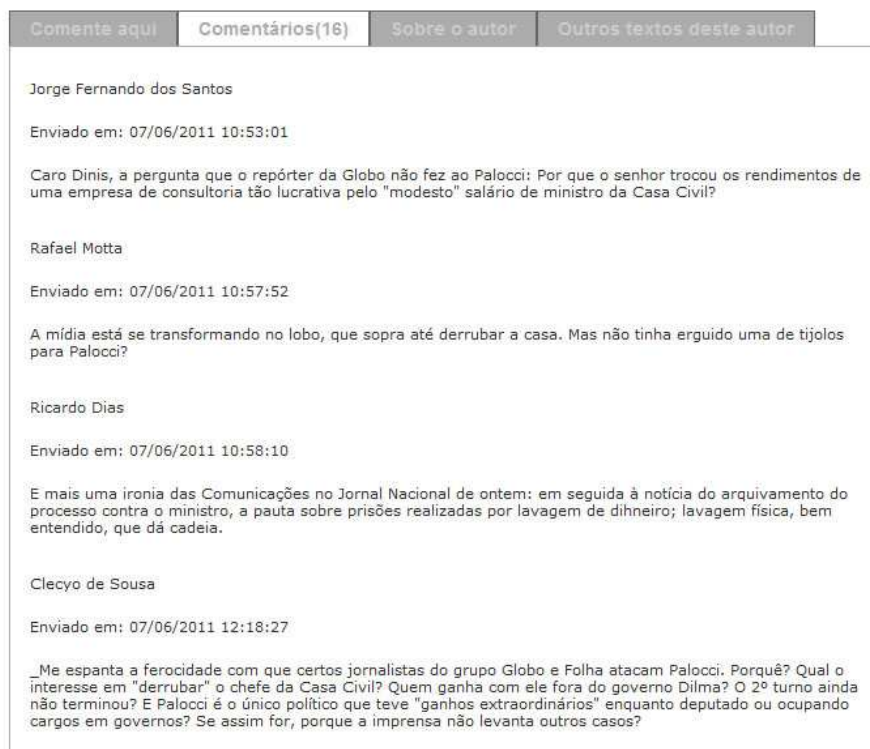 Comente aqui Comentários(16) Sobre o autor Outros textos deste autor
Jorge Fernando dos Santos
Enviado em: 07/06/2011 10:53:01
Caro Dinis, a pergunta que o repórter da Globo não fez ao Palocci: Por que o senhor trocou os rendimentos de
uma empresa de consultoria tão lucrativa pelo "modesto" salário de ministro da Casa Civil?
Rafael Motta
Enviado em: 07/06/2011 10:57:52
A mídia está se transformando no lobo, que sopra até derrubar a casa. Mas não tinha erguido uma de tijolos
para Palocci?
Ricardo Dias
Enviado em: 07/06/2011 10:58:10
E mais uma ironia das Comunicações no Jornal Nacional de ontem: em seguida à notícia do arquivamento do
processo contra o ministro, a pauta sobre prisões realizadas por lavagem de dihneiro; lavagem física, bem
entendido, que dá cadeia.
Clecyo de Sousa
Enviado em: 07/06/2011 12:18:27
_Me espanta a ferocidade com que certos jornalistas do grupo Globo e Folha atacam Palocci. Porquê? Qual o
interesse em "derrubar" o chefe da Casa Civil? Quem ganha com ele fora do governo Dilma? O 2º turno ainda
não terminou? E Palocci é o único político que teve "ganhos extraordinários" enquanto deputado ou ocupando
cargos em governos? Se assim for, porque a imprensa não levanta outros casos?